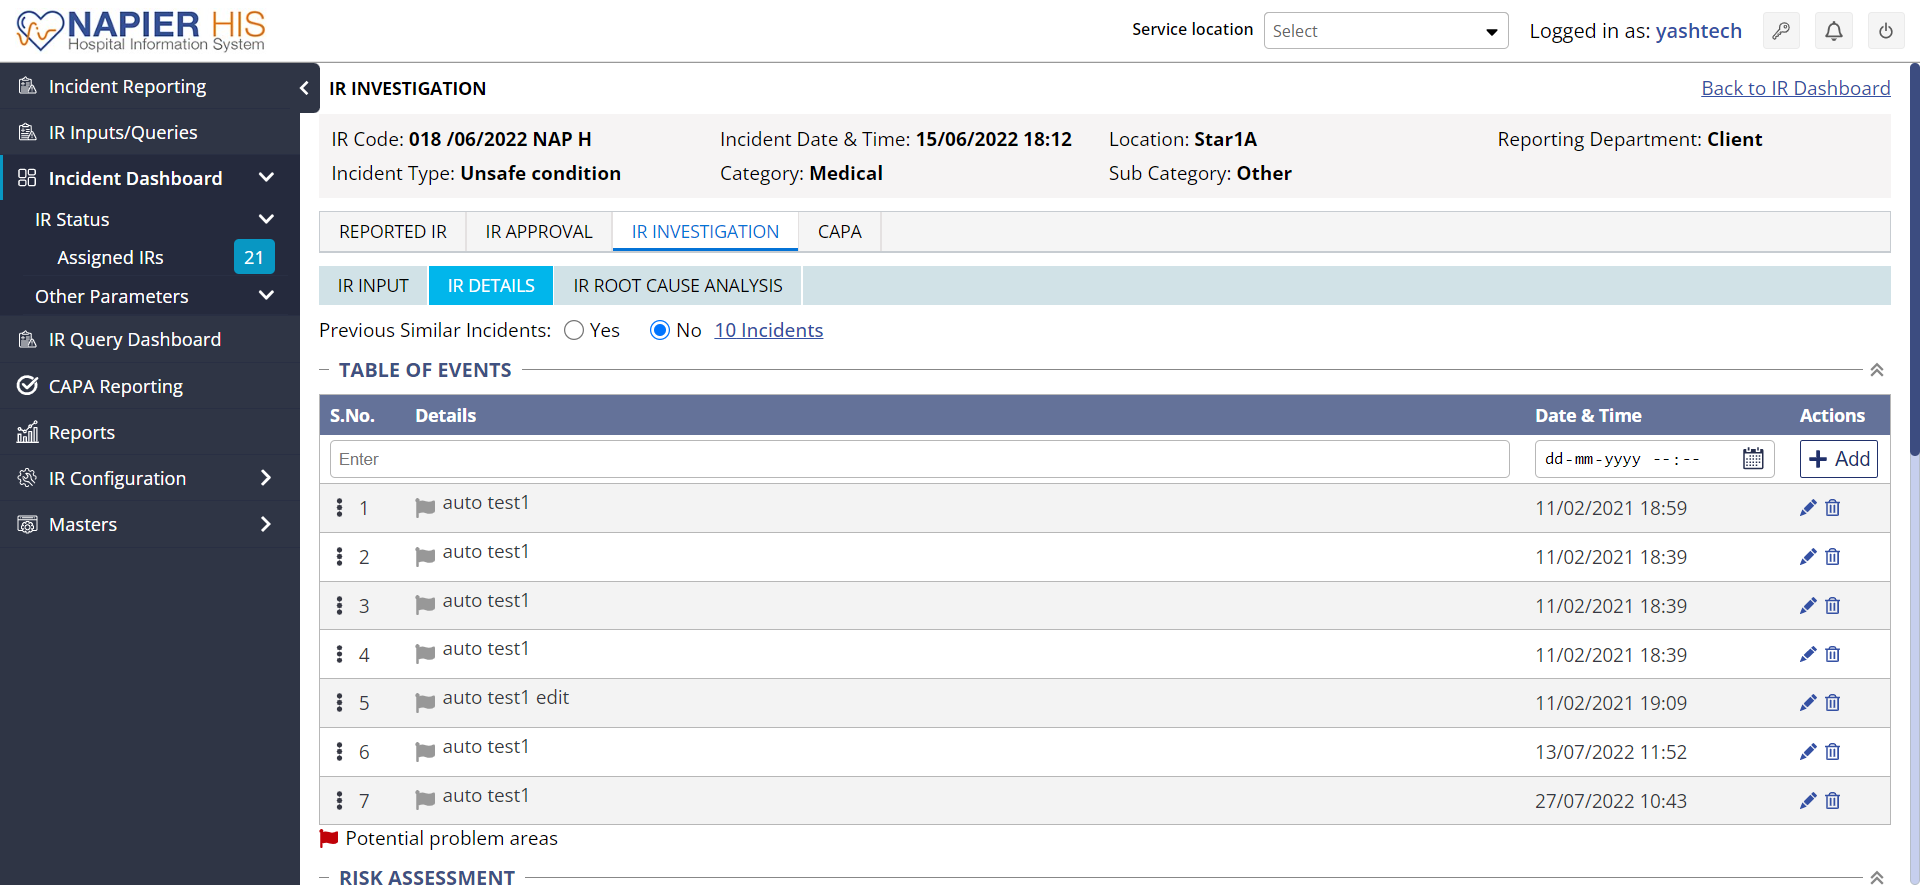 NAPIER HIS
Hospital Information System
Service location Select Logged in as: yashtech
Incident Reporting
IR Inputs/Queries
Incident Dashboard
IR Status
Assigned IRs 21
Other Parameters
IR Query Dashboard
CAPA Reporting
Reports
IR Configuration
Masters
IR INVESTIGATION Back to IR Dashboard
IR Code: 018 /06/2022 NAP H Incident Date & Time: 15/06/2022 18:12 Location: Star1A Reporting Department: Client
Incident Type: Unsafe condition Category: Medical Sub Category: Other
REPORTED IR IR APPROVAL IR INVESTIGATION CAPA
IR INPUT IR DETAILS IR ROOT CAUSE ANALYSIS
Previous Similar Incidents: Yes No 10 Incidents
TABLE OF EVENTS
S.No. Details Date & Time Actions
Enter dd-mm-yyyy --:-- Add
1 auto test1 11/02/2021 18:59
2 auto test1 11/02/2021 18:39
3 auto test1 11/02/2021 18:39
4 auto test1 11/02/2021 18:39
5 auto test1 edit 11/02/2021 19:09
6 auto test1 13/07/2022 11:52
7 auto test1 27/07/2022 10:43
Potential problem areas
RISK ASSESSMENT